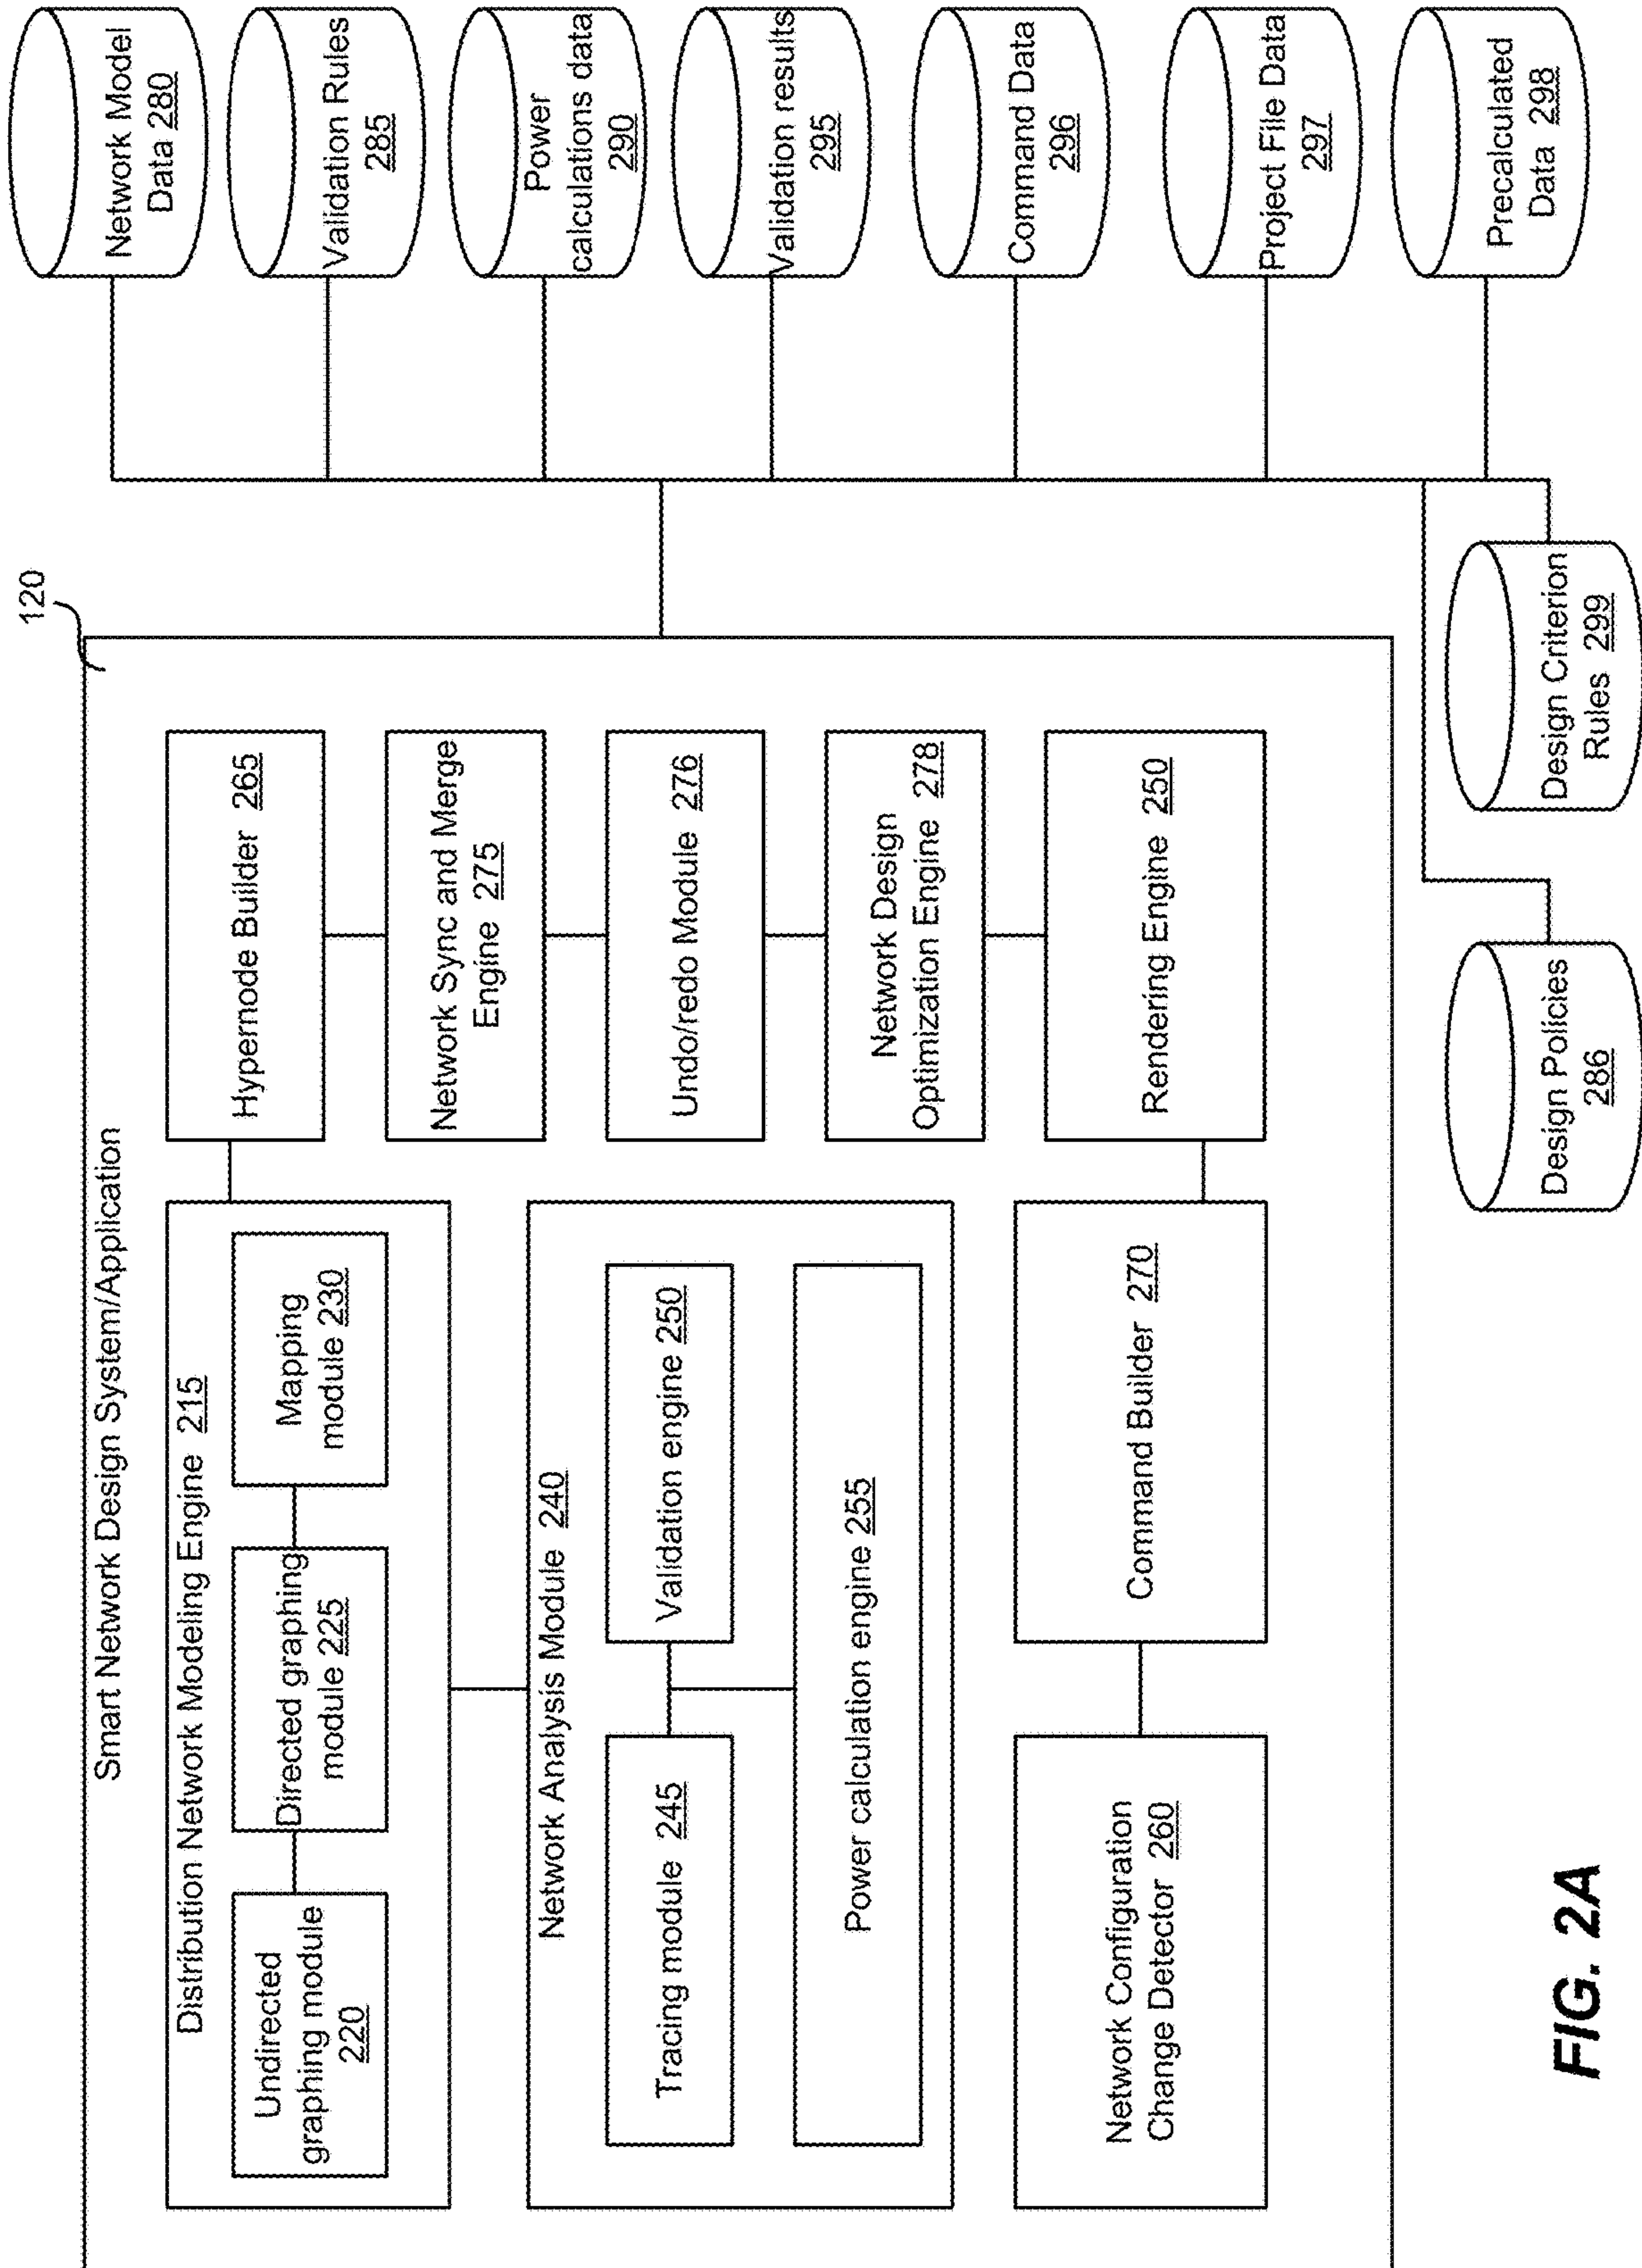 120
Smart Network Design System/Application
Distribution Network Modeling Engine 215
Undirected
graphing module
220
Directed graphing
module 225
Mapping
module 230
Network Analysis Module 240
Tracing module 245
Validation engine 250
Power calculation engine 255
Network Configuration
Change Detector 260
Command Builder 270
Hypernode Builder 265
Network Sync and Merge
Engine 275
Undo/redo Module 276
Network Design
Optimization Engine 278
Rendering Engine 250
Network Model
Data 280
Validation Rules
285
Power
calculations data
290
Validation results
295
Command Data
296
Project File Data
297
Precalculated
Data 298
Design Policies
286
Design Criterion
Rules 299
FIG. 2A